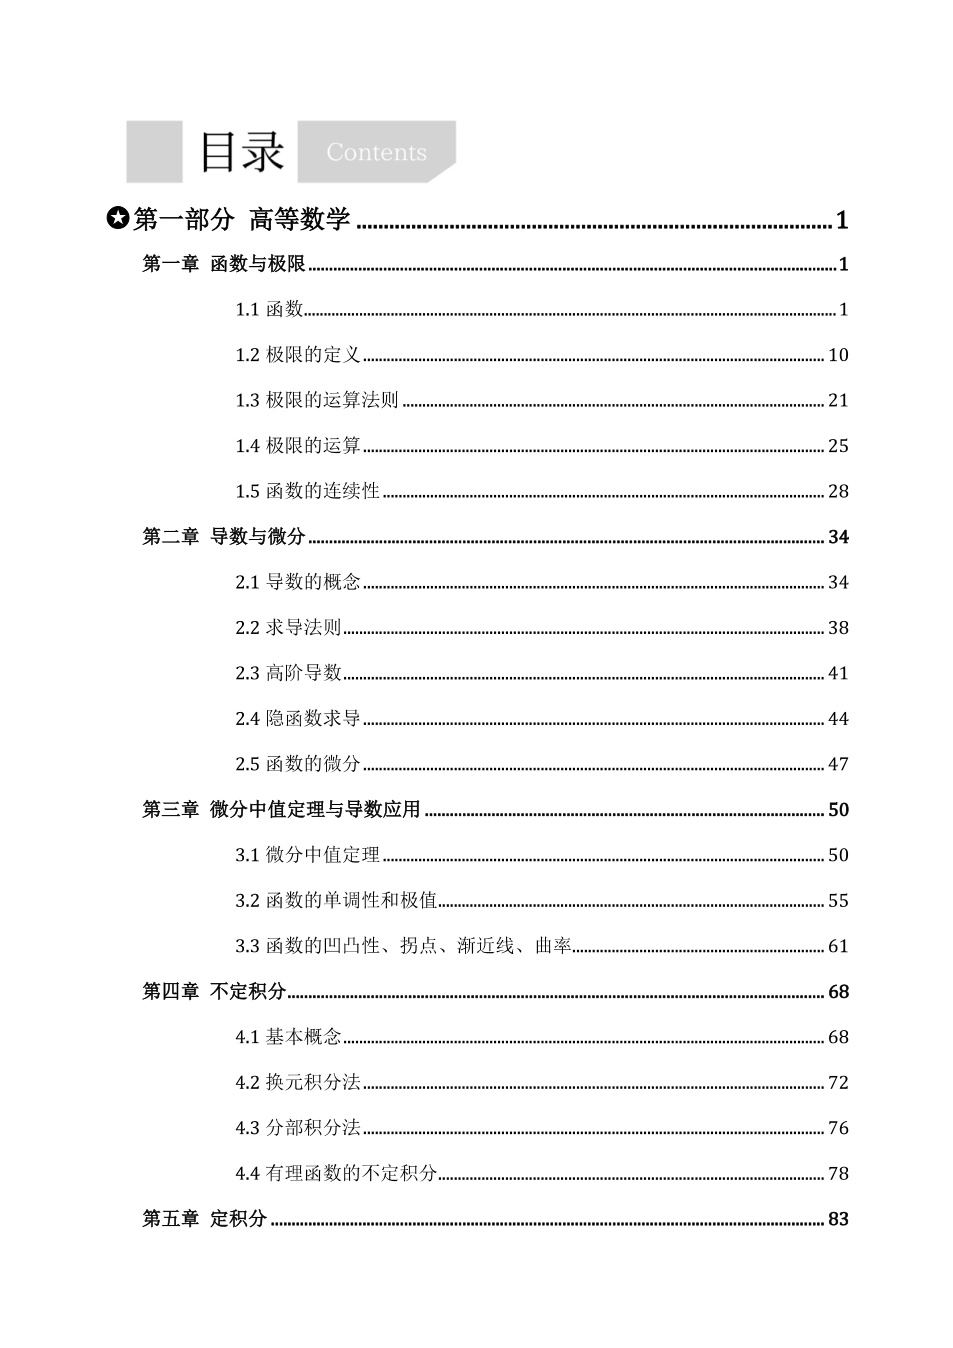 目录 Contents
第一部分 高等数学 ........ 1
第一章 函数与极限 ........ 1
1.1 函数 ........ 1
1.2 极限的定义 ........ 10
1.3 极限的运算法则 ........ 21
1.4 极限的运算 ........ 25
1.5 函数的连续性 ........ 28
第二章 导数与微分 ........ 34
2.1 导数的概念 ........ 34
2.2 求导法则 ........ 38
2.3 高阶导数 ........ 41
2.4 隐函数求导 ........ 44
2.5 函数的微分 ........ 47
第三章 微分中值定理与导数应用 ........ 50
3.1 微分中值定理 ........ 50
3.2 函数的单调性和极值 ........ 55
3.3 函数的凹凸性、拐点、渐近线、曲率 ........ 61
第四章 不定积分 ........ 68
4.1 基本概念 ........ 68
4.2 换元积分法 ........ 72
4.3 分部积分法 ........ 76
4.4 有理函数的不定积分 ........ 78
第五章 定积分 ........ 83